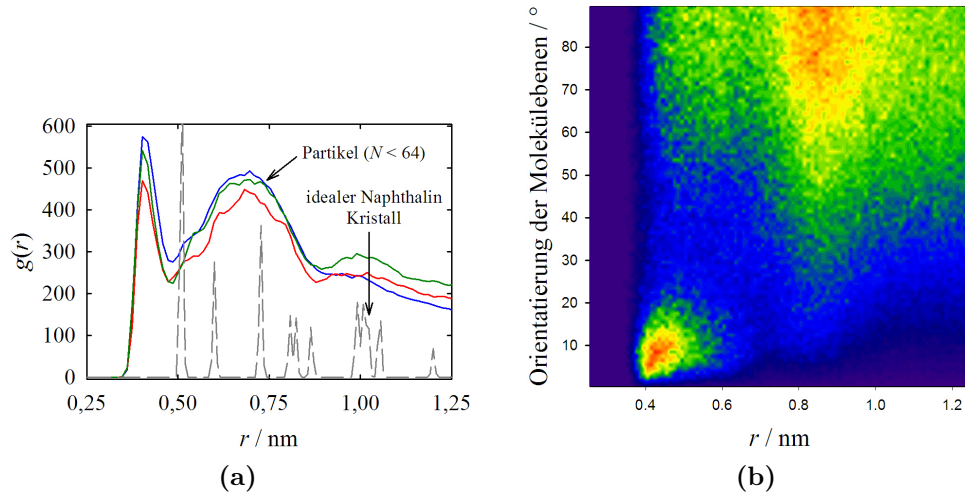 600
500
400
300
200
100
0
g(r)
Partikel (N < 64)
idealer Naphthalin
Kristall
0,25 0,50 0,75 1,00 1,25
r / nm
(a)
Orientatierung der Molekülebenen / °
80
70
60
50
40
30
20
10
0.4 0.6 0.8 1.0 1.2
r / nm
(b)